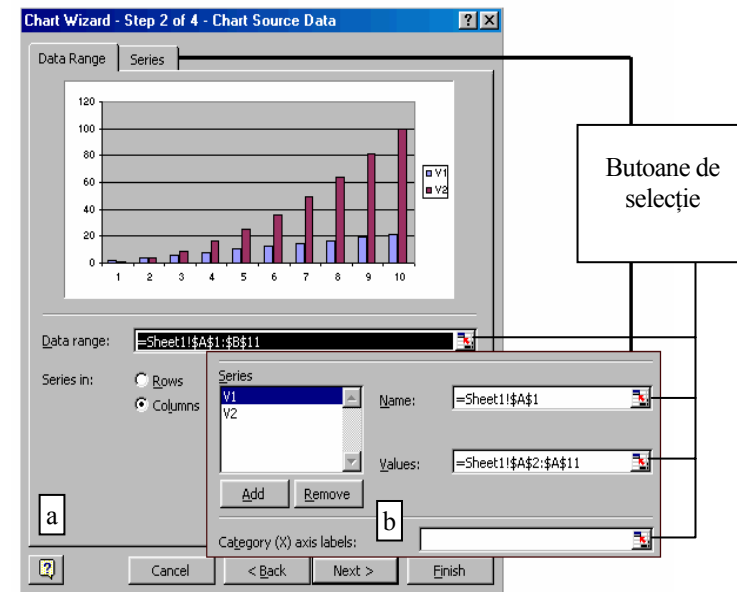 Chart Wizard - Step 2 of 4 - Chart Source Data
Data Range Series
120
100
80
60
40
20
0
1 2 3 4 5 6 7 8 9 10
V1
V2
Butoane de
selecție
Data range: =Sheet1!$A$1:$B$11
Series in: Rows
Columns
Series
V1
V2
Name: =Sheet1!$A$1
Values: =Sheet1!$A$2:$A$11
Add Remove
Category (X) axis labels:
a
b
Cancel < Back Next > Finish